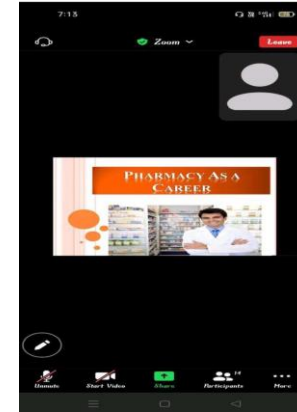 7:13
Zoom
Leave
PHARMACY AS A
CAREER
Unmute
Start Video
Share
Participants
More